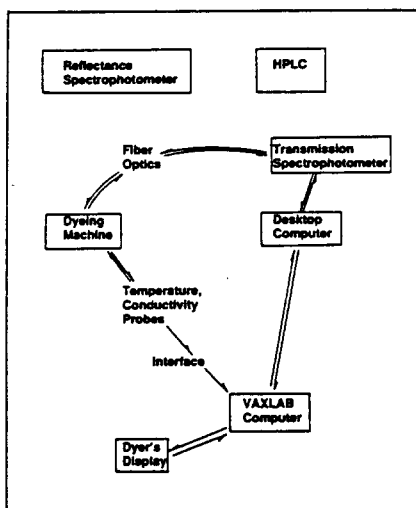 Reflectance
Spectrophotometer
HPLC
Fiber
Optics
Transmission
Spectrophotometer
Dyeing
Machine
Desktop
Computer
Temperature,
Conductivity
Probes
Interface
VAXLAB
Computer
Dyer's
Display